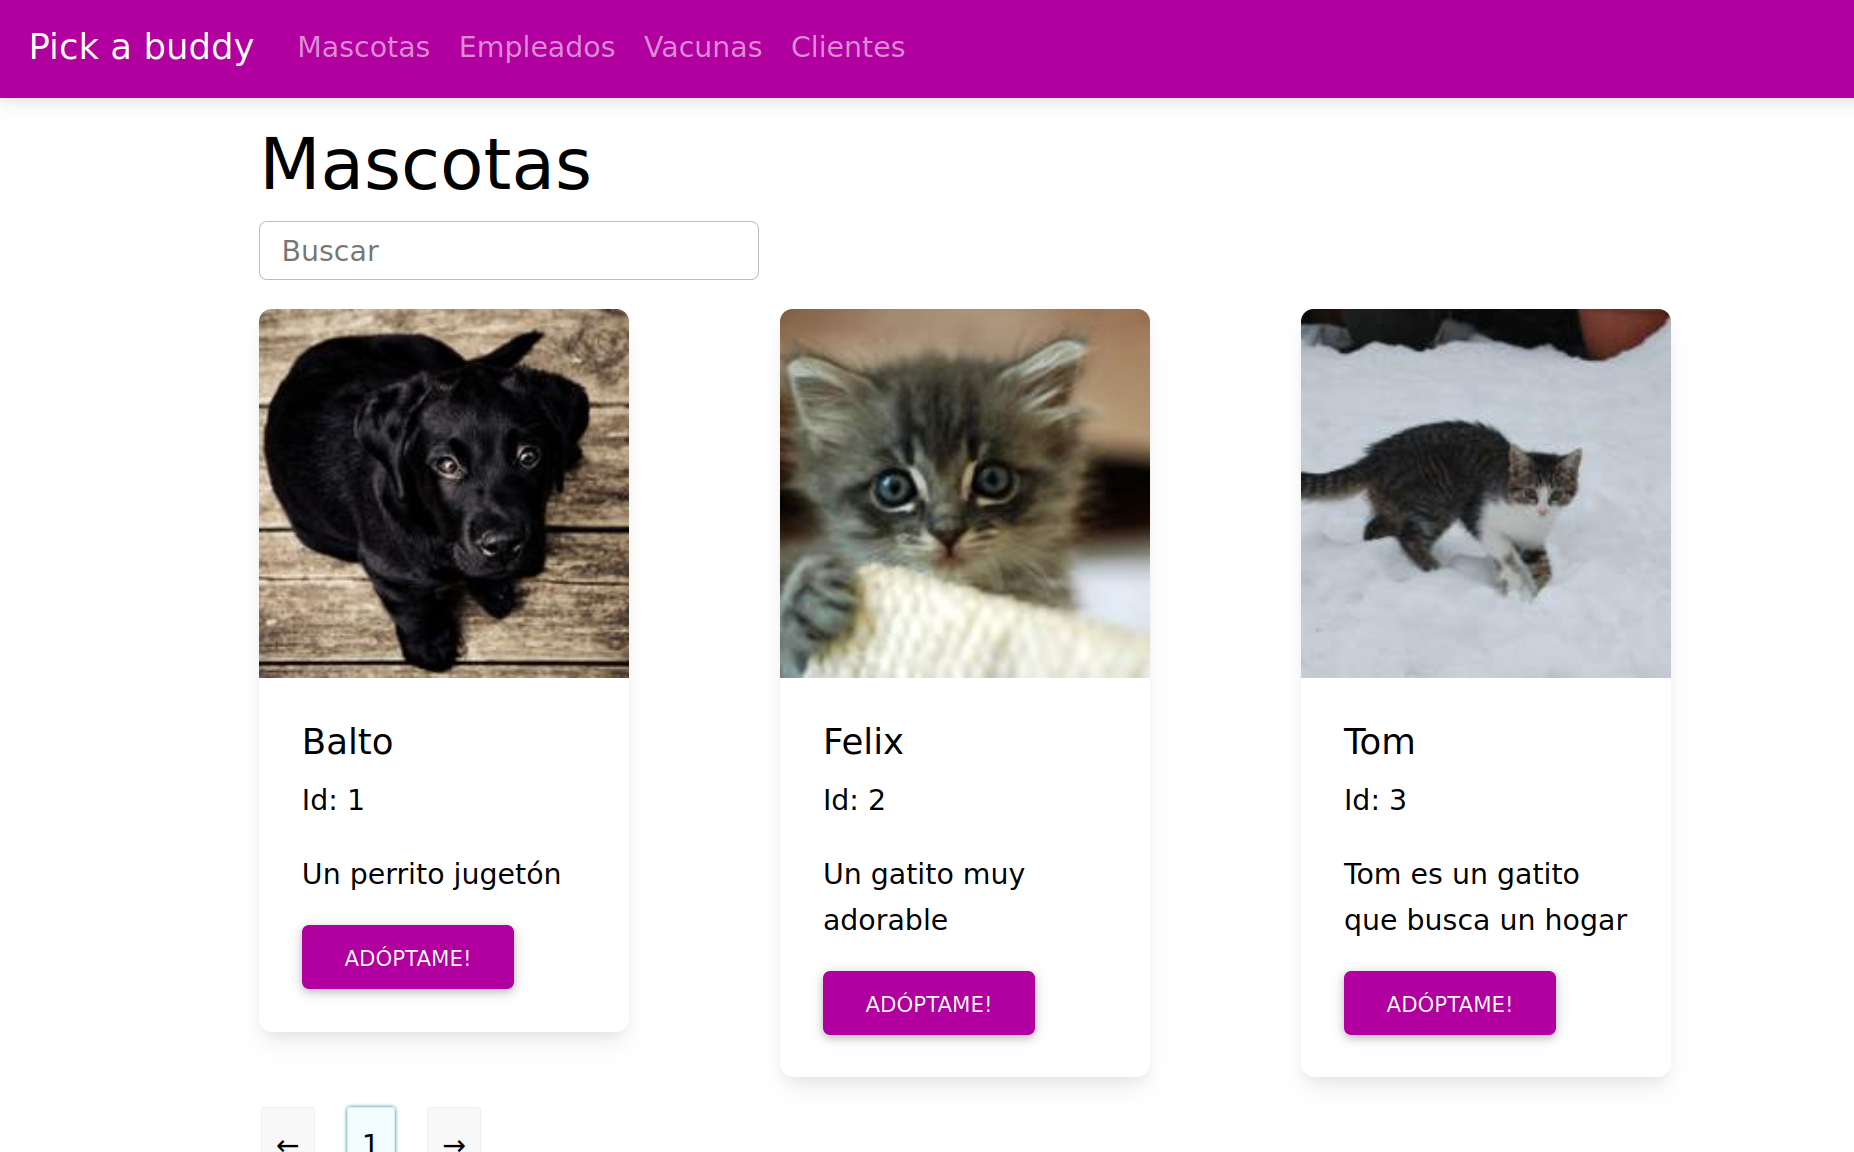 Pick a buddy Mascotas Empleados Vacunas Clientes
Mascotas
Buscar
Balto
Id: 1
Un perrito jugetón
ADÓPTAME!
Felix
Id: 2
Un gatito muy
adorable
ADÓPTAME!
Tom
Id: 3
Tom es un gatito
que busca un hogar
ADÓPTAME!
← 1 →